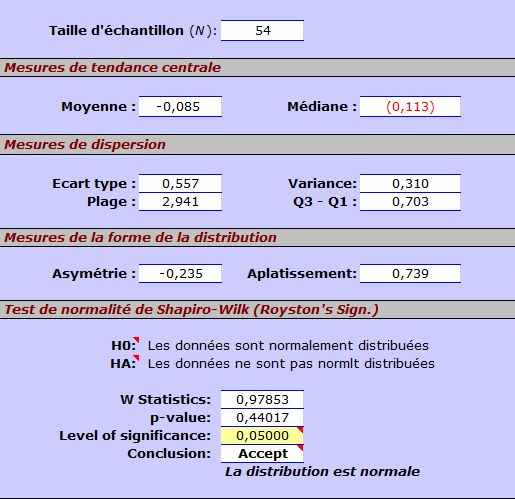 Taille d'échantillon (N): 54
Mesures de tendance centrale
Moyenne : -0,085 Médiane : (0,113)
Mesures de dispersion
Ecart type : 0,557 Variance: 0,310
Plage : 2,941 Q3 - Q1 : 0,703
Mesures de la forme de la distribution
Asymétrie : -0,235 Aplatissement: 0,739
Test de normalité de Shapiro-Wilk (Royston's Sign.)
H0: Les données sont normalement distribuées
HA: Les données ne sont pas normlt distribuées
W Statistics: 0,97853
p-value: 0,44017
Level of significance: 0,05000
Conclusion: Accept
La distribution est normale